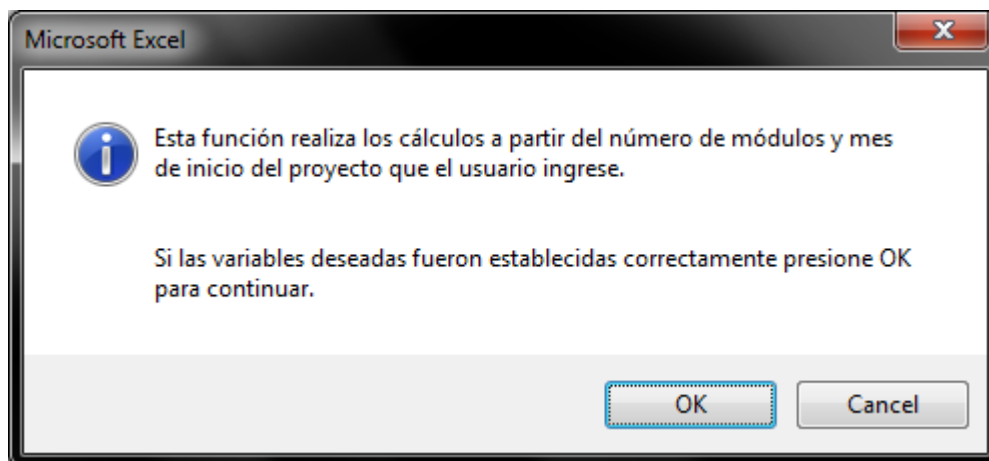 Microsoft Excel
Esta función realiza los cálculos a partir del número de módulos y mes
de inicio del proyecto que el usuario ingrese.
Si las variables deseadas fueron establecidas correctamente presione OK
para continuar.
OK
Cancel